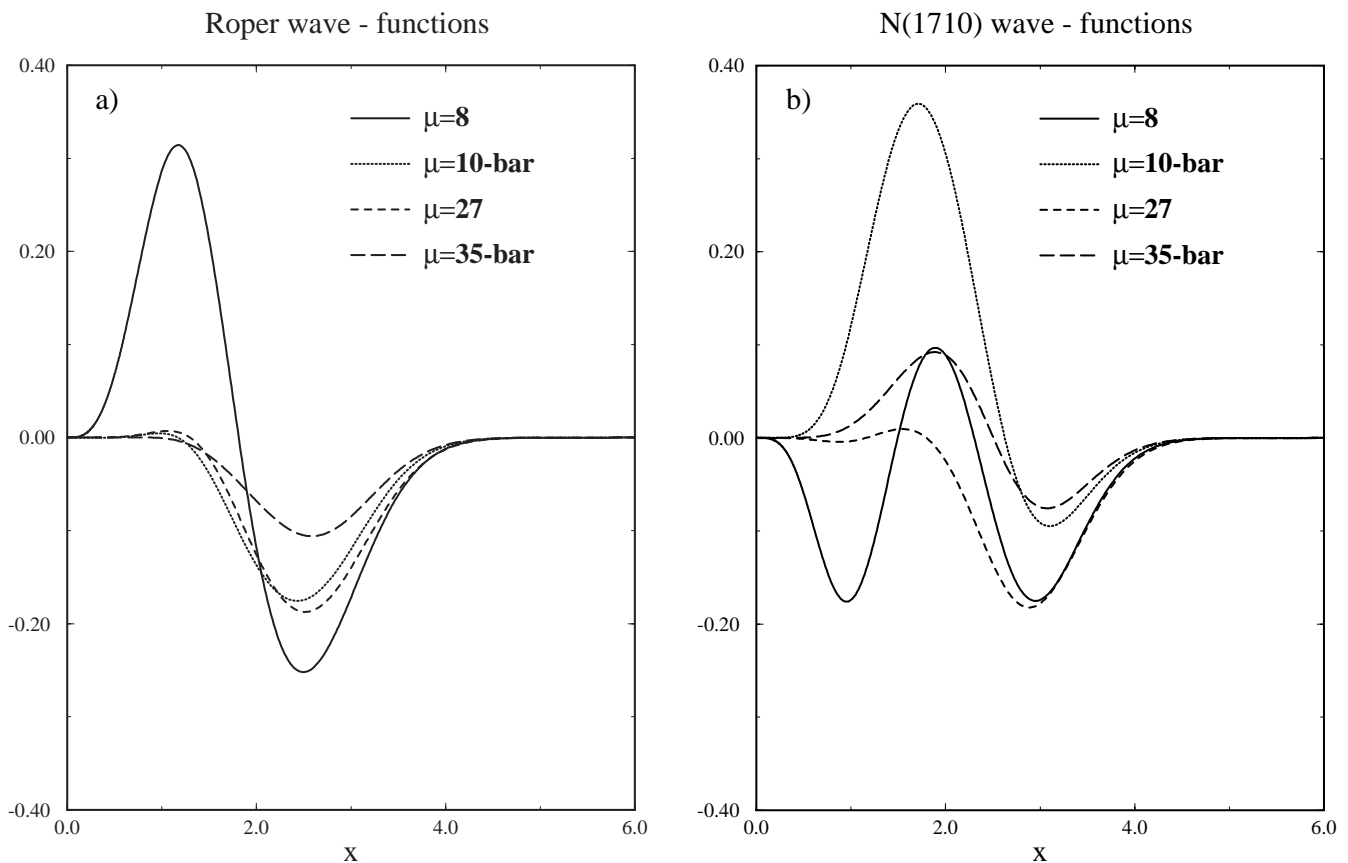 Roper wave - functions
a)
μ=8
μ=10-bar
μ=27
μ=35-bar
0.40
0.20
0.00
-0.20
-0.40
0.0 2.0 4.0 6.0
x
N(1710) wave - functions
b)
μ=8
μ=10-bar
μ=27
μ=35-bar
0.40
0.20
0.00
-0.20
-0.40
0.0 2.0 4.0 6.0
x